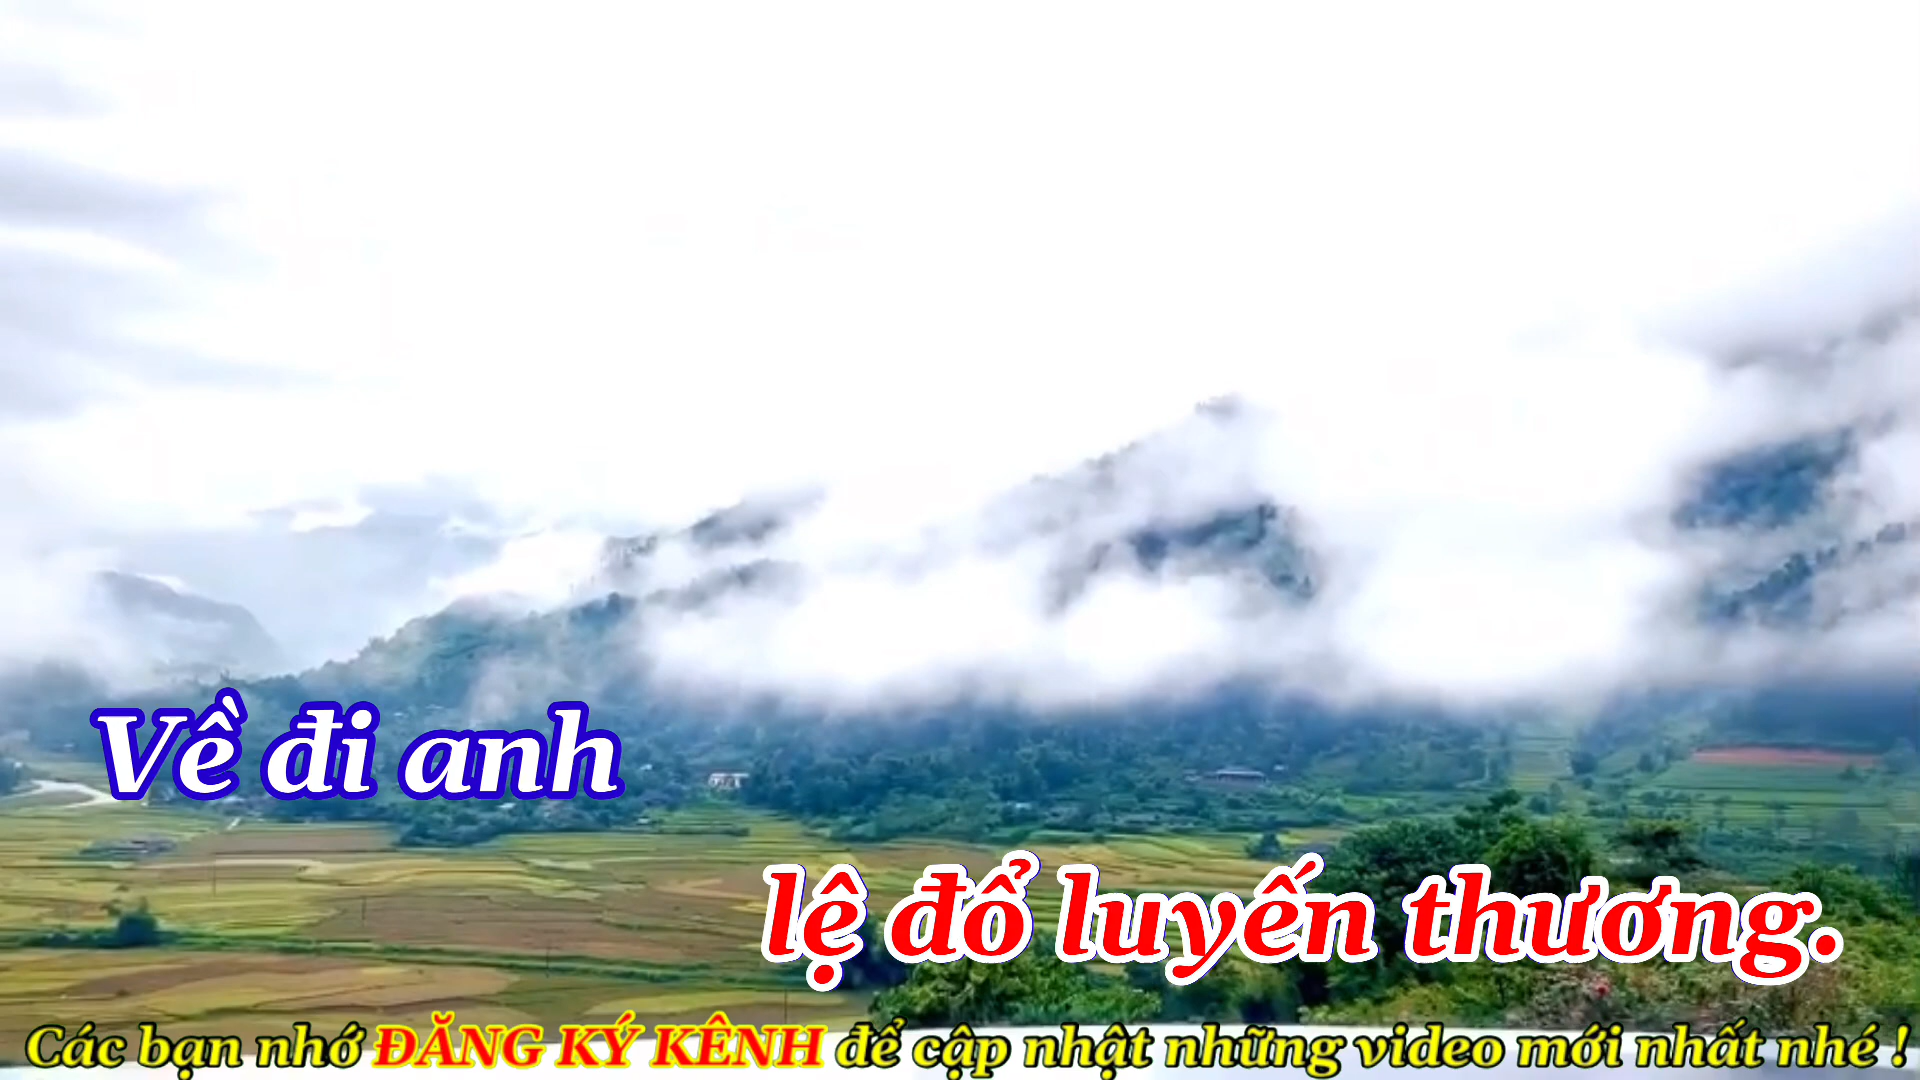 Về đi anh
lệ đổ luyến thương.
Các bạn nhớ ĐĂNG KÝ KÊNH để cập nhật những video mới nhất nhé !